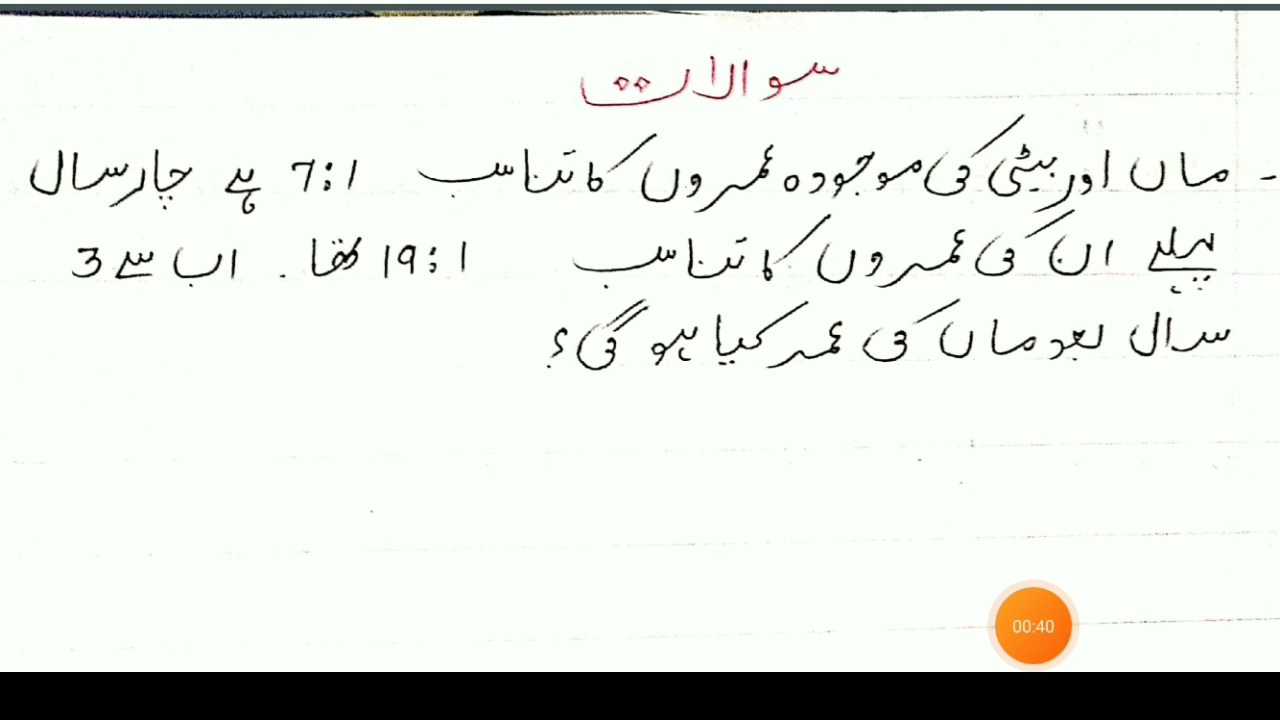 سوالات
- ماں اور بیٹی کی موجودہ عمروں کا تناسب 7:1 ہے چار سال
پہلے ان کی عمروں کا تناسب 19:1 تھا۔ اب سے 3
سال بعد ماں کی عمر کیا ہو گی؟
00:40